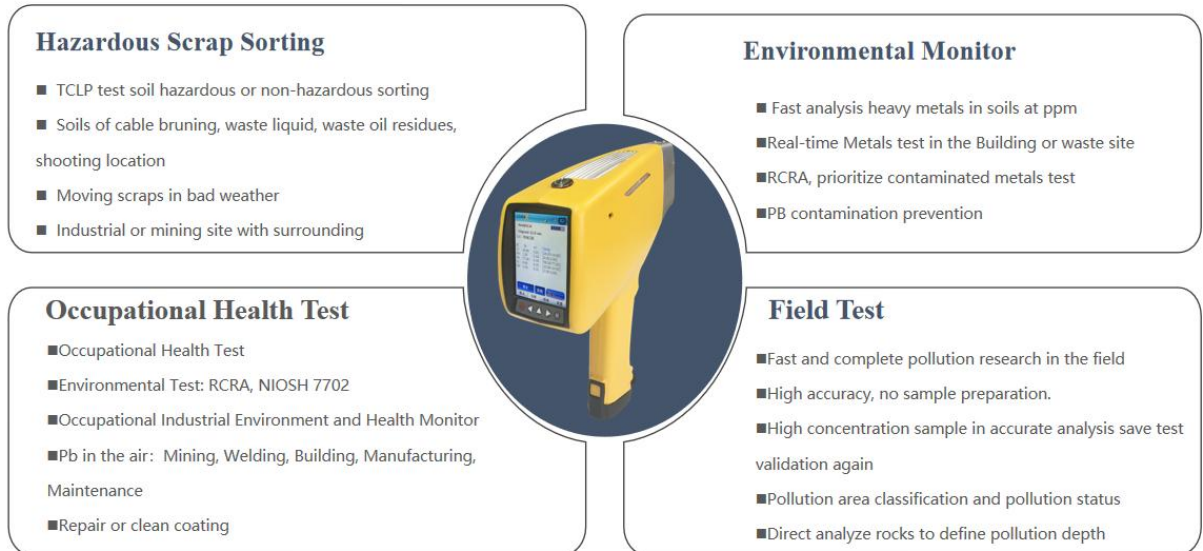 Hazardous Scrap Sorting
■ TCLP test soil hazardous or non-hazardous sorting
■ Soils of cable bruning, waste liquid, waste oil residues,
shooting location
■ Moving scraps in bad weather
■ Industrial or mining site with surrounding
Environmental Monitor
■ Fast analysis heavy metals in soils at ppm
■Real-time Metals test in the Building or waste site
■RCRA, prioritize contaminated metals test
■PB contamination prevention
Occupational Health Test
■Occupational Health Test
■Environmental Test: RCRA, NIOSH 7702
■Occupational Industrial Environment and Health Monitor
■Pb in the air: Mining, Welding, Building, Manufacturing,
Maintenance
■Repair or clean coating
Field Test
■Fast and complete pollution research in the field
■High accuracy, no sample preparation.
■High concentration sample in accurate analysis save test
validation again
■Pollution area classification and pollution status
■Direct analyze rocks to define pollution depth